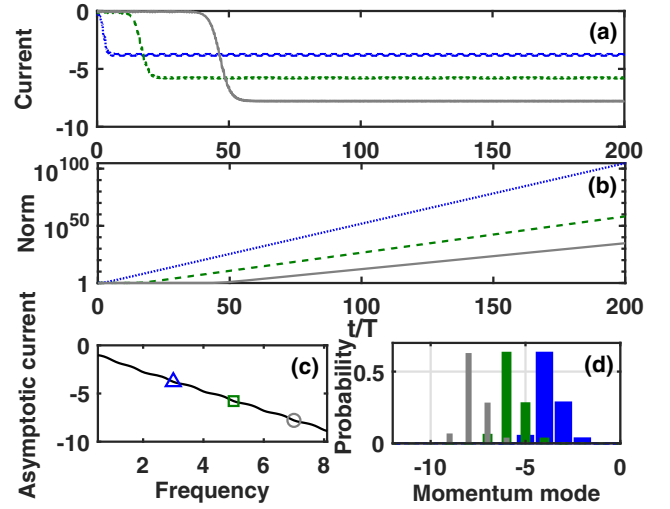 0
-5
-10
Current
(a)
0 50 100 150 200
10^100
10^50
1
Norm
(b)
0 50 100 150 200
t/T
0
-5
-10
Asymptotic current
(c)
2 4 6 8
Frequency
0.5
0
Probability
(d)
-10 -5 0
Momentum mode